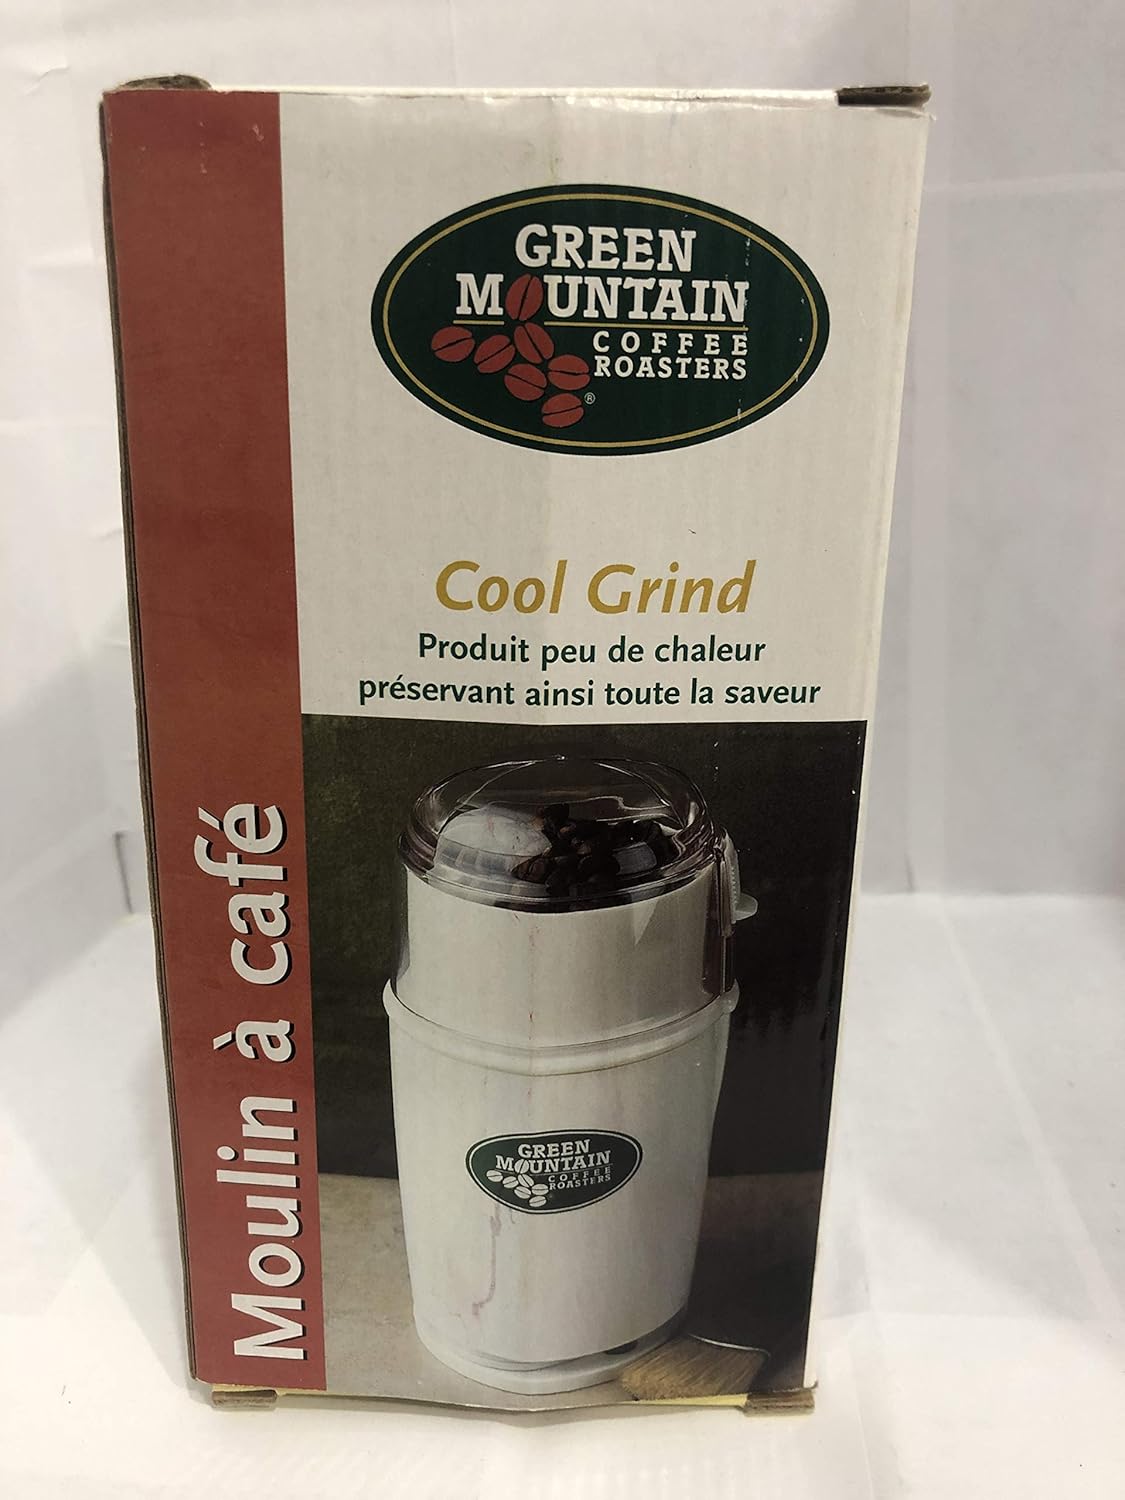 GREEN
MOUNTAIN
COFFEE
ROASTERS
®
Cool Grind
Produit peu de chaleur
préservant ainsi toute la saveur
Moulin à café
GREEN
MOUNTAIN
COFFEE
ROASTERS